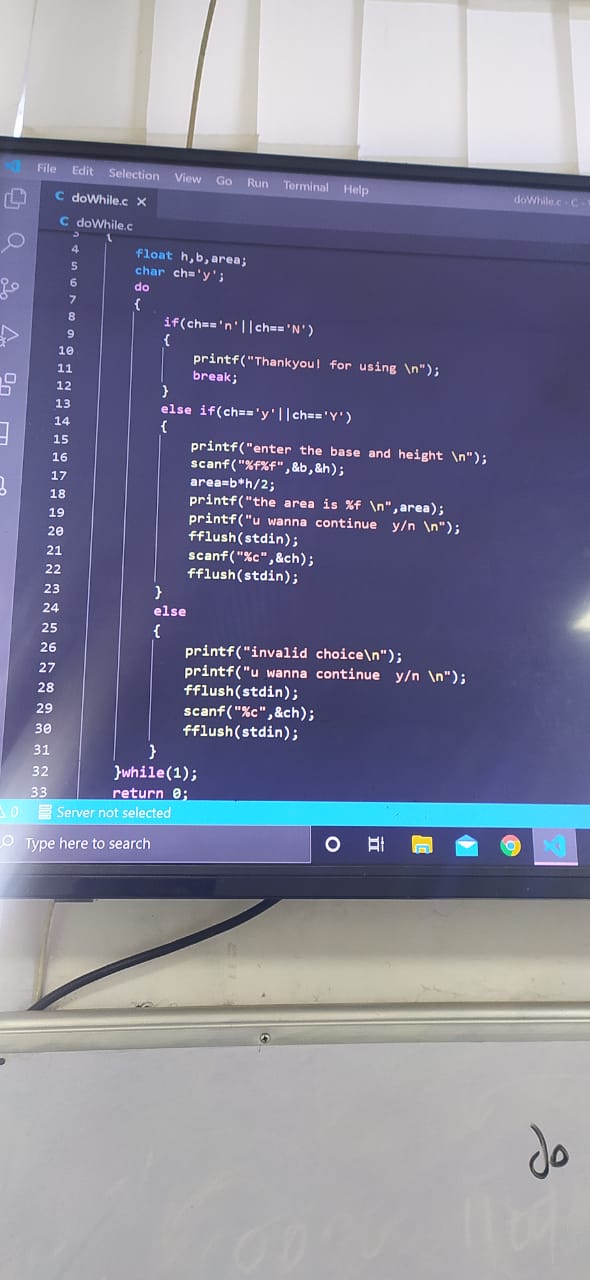 File Edit Selection View Go Run Terminal Help
doWhile.c - C -
C doWhile.c ×
C doWhile.c
3 {
4 float h,b,area;
5 char ch='y';
6 do
7 {
8 if(ch=='n'||ch=='N')
9 {
10 printf("Thankyou! for using \n");
11 break;
12 }
13 else if(ch=='y'||ch=='Y')
14 {
15 printf("enter the base and height \n");
16 scanf("%f%f",&b,&h);
17 area=b*h/2;
18 printf("the area is %f \n",area);
19 printf("u wanna continue  y/n \n");
20 fflush(stdin);
21 scanf("%c",&ch);
22 fflush(stdin);
23 }
24 else
25 {
26 printf("invalid choice\n");
27 printf("u wanna continue  y/n \n");
28 fflush(stdin);
29 scanf("%c",&ch);
30 fflush(stdin);
31 }
32 }while(1);
33 return 0;
0 Server not selected
Type here to search
do